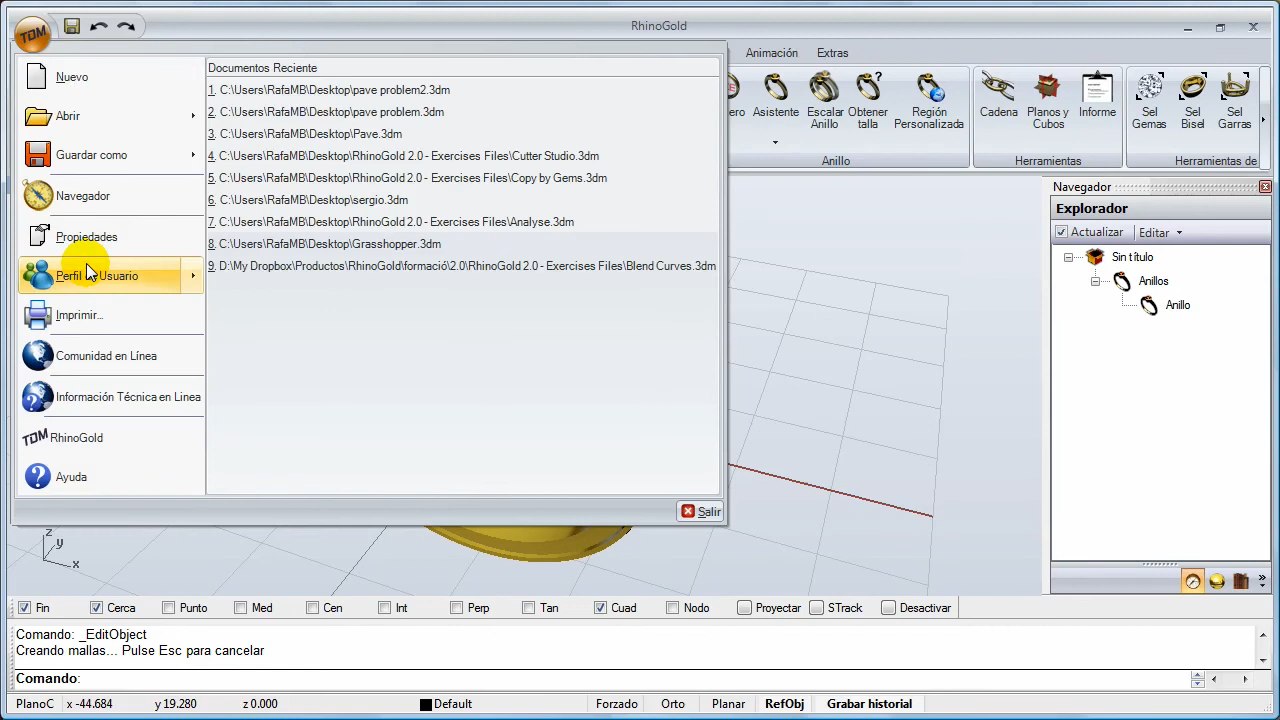 TDM
RhinoGold
Animación
Extras
Nuevo
Abrir
Guardar como
Navegador
Propiedades
Perfil Usuario
Imprimir...
Comunidad en Línea
Información Técnica en Linea
TDM RhinoGold
Ayuda
Documentos Reciente
1 C:\Users\RafaMB\Desktop\pave problem2.3dm
2 C:\Users\RafaMB\Desktop\pave problem.3dm
3 C:\Users\RafaMB\Desktop\Pave.3dm
4 C:\Users\RafaMB\Desktop\RhinoGold 2.0 - Exercises Files\Cutter Studio.3dm
5 C:\Users\RafaMB\Desktop\RhinoGold 2.0 - Exercises Files\Copy by Gems.3dm
6 C:\Users\RafaMB\Desktop\sergio.3dm
7 C:\Users\RafaMB\Desktop\RhinoGold 2.0 - Exercises Files\Analyse.3dm
8 C:\Users\RafaMB\Desktop\Grasshopper.3dm
9 D:\My Dropbox\Productos\RhinoGold\Informació\2.0\RhinoGold 2.0 - Exercises Files\Blend Curves.3dm
Salir
Asistente
Escalar
Anillo
Obtener
talla
Región
Personalizada
Anillo
Cadena
Planos y
Cubos
Informe
Herramientas
Sel
Gemas
Sel
Bisel
Sel
Garras
Herramientas de
Navegador
Explorador
Actualizar
Editar
Sin título
Anillos
Anillo
z
y
x
Fin
Cerca
Punto
Med
Cen
Int
Perp
Tan
Cuad
Nodo
Proyectar
STrack
Desactivar
Comando: _EditObject
Creando mallas... Pulse Esc para cancelar
Comando:
PlanoC
x -44.684
y 19.280
z 0.000
Default
Forzado
Orto
Planar
RefObj
Grabar historial